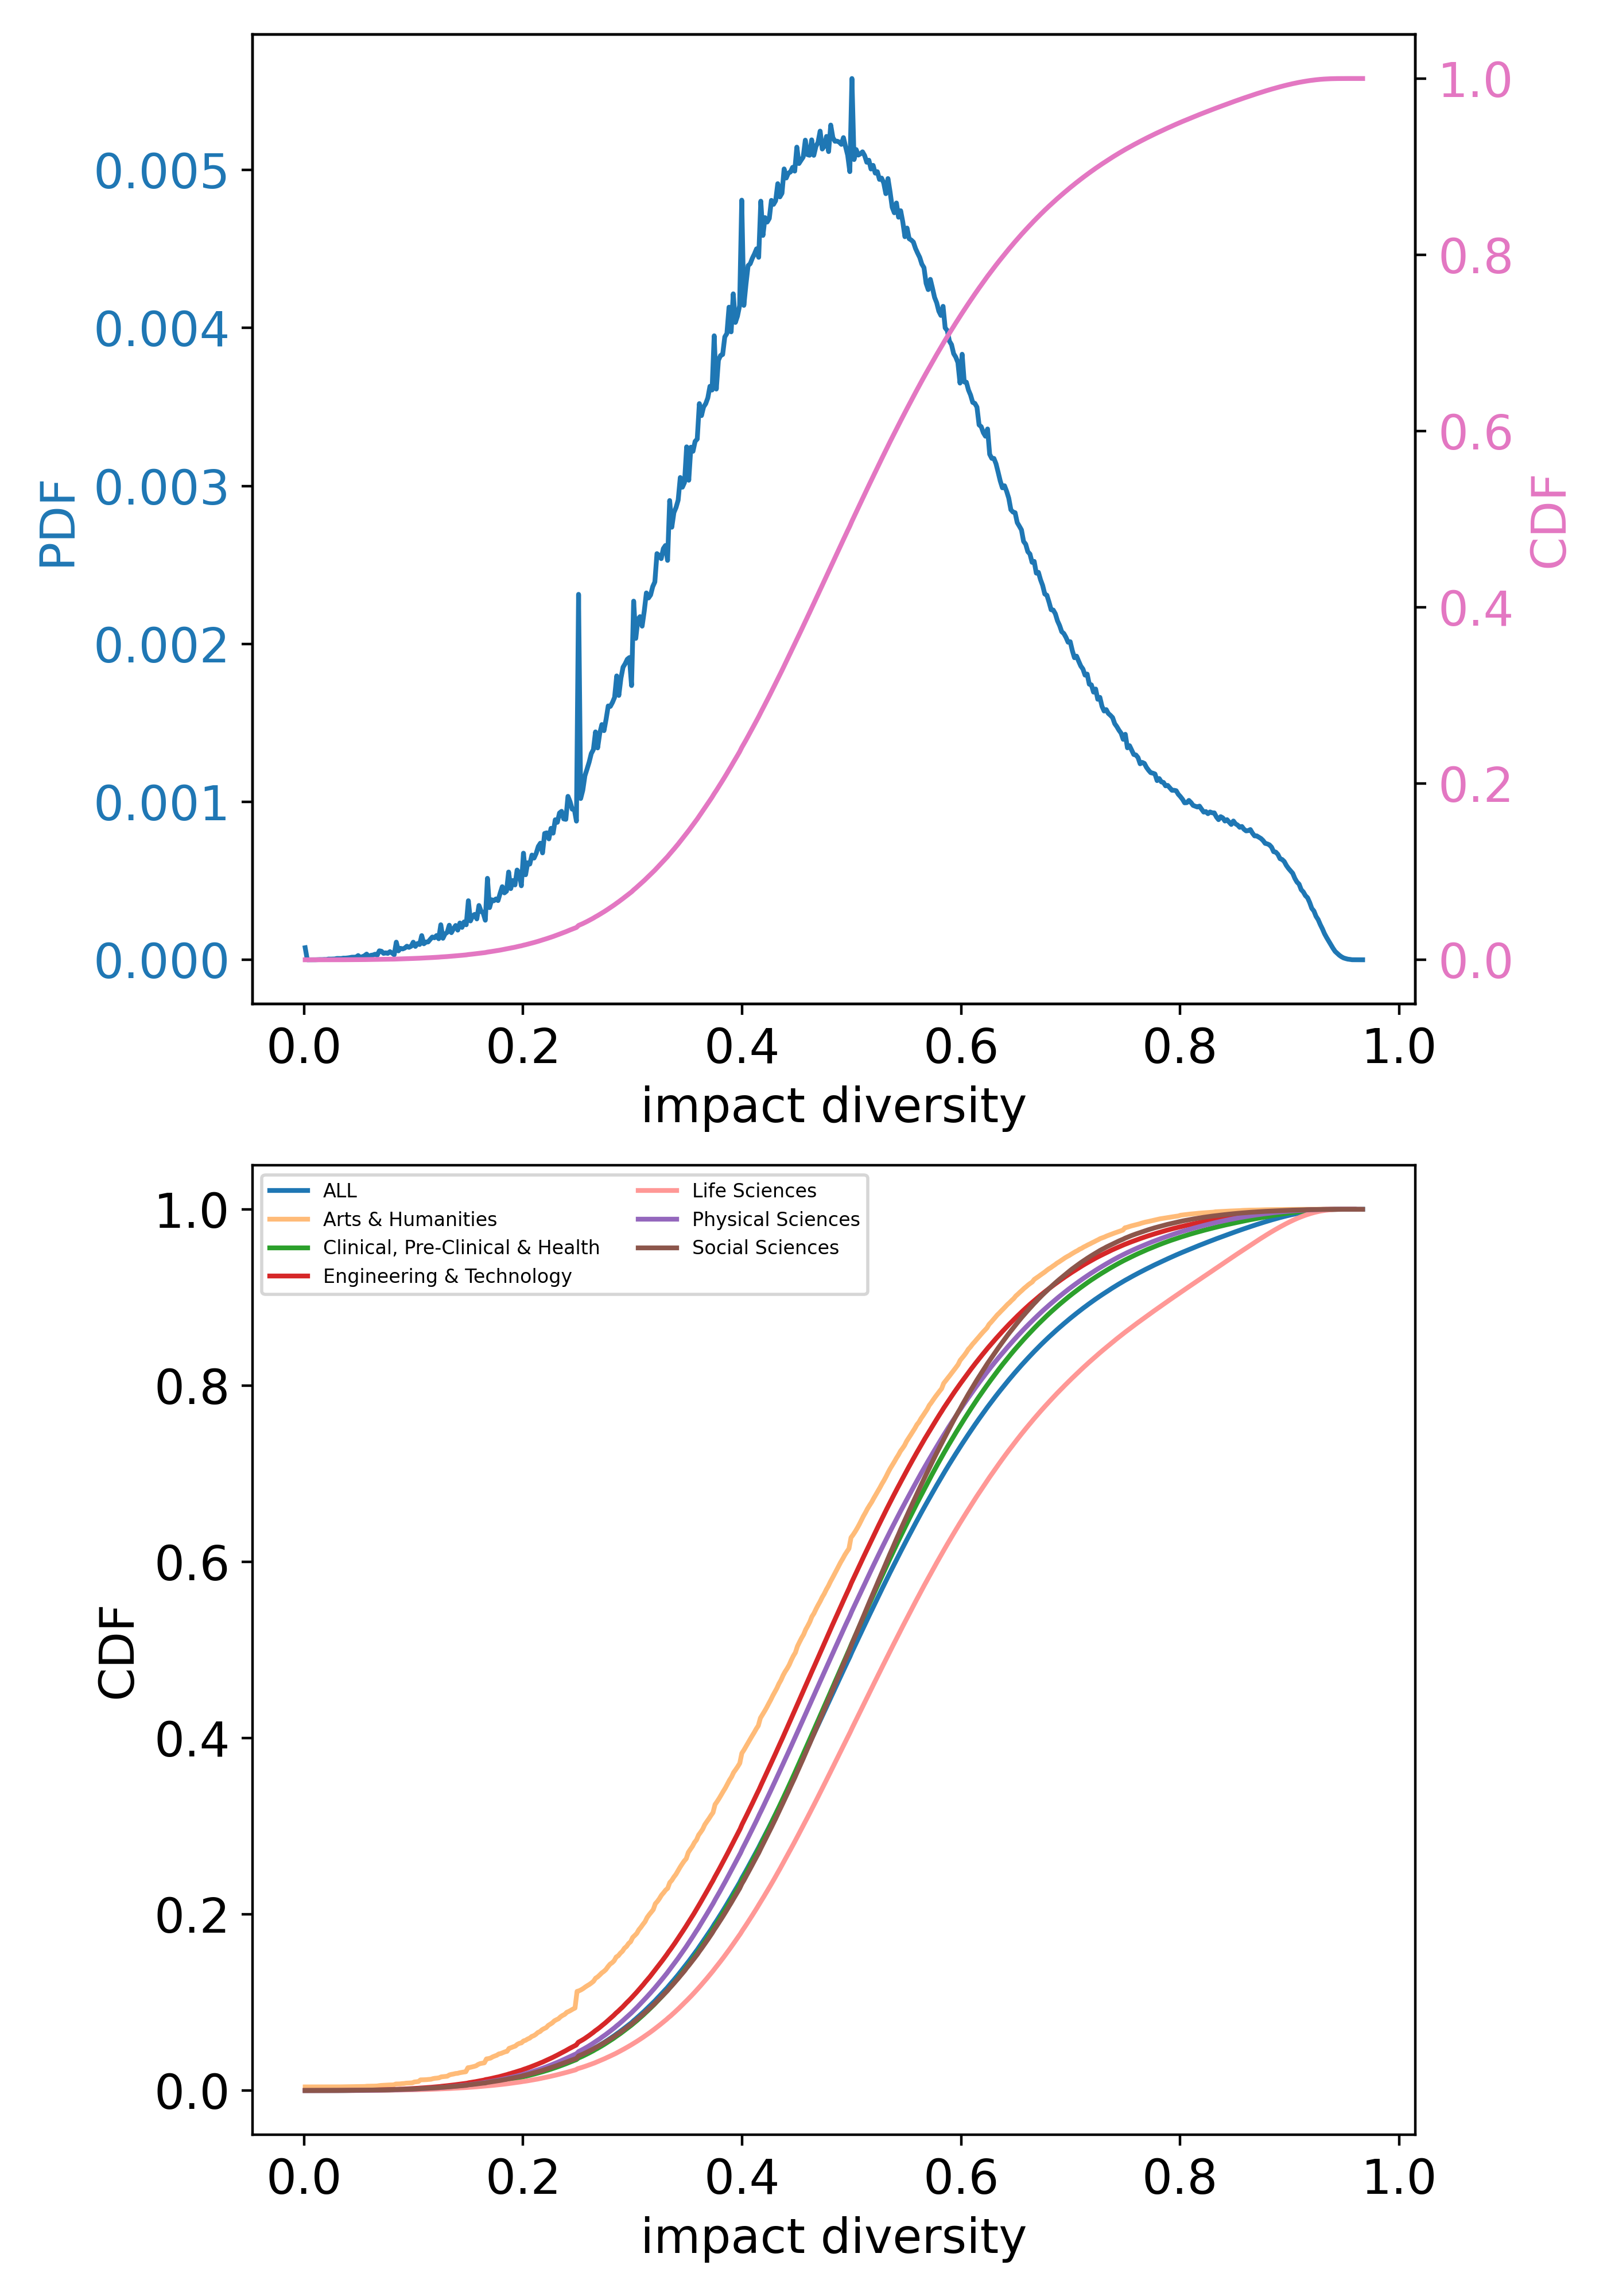 0.005
0.004
0.003
0.002
0.001
0.000
PDF
1.0
0.8
0.6
0.4
0.2
0.0
CDF
0.0 0.2 0.4 0.6 0.8 1.0
impact diversity
ALL
Arts & Humanities
Clinical, Pre-Clinical & Health
Engineering & Technology
Life Sciences
Physical Sciences
Social Sciences
1.0
0.8
0.6
0.4
0.2
0.0
CDF
0.0 0.2 0.4 0.6 0.8 1.0
impact diversity